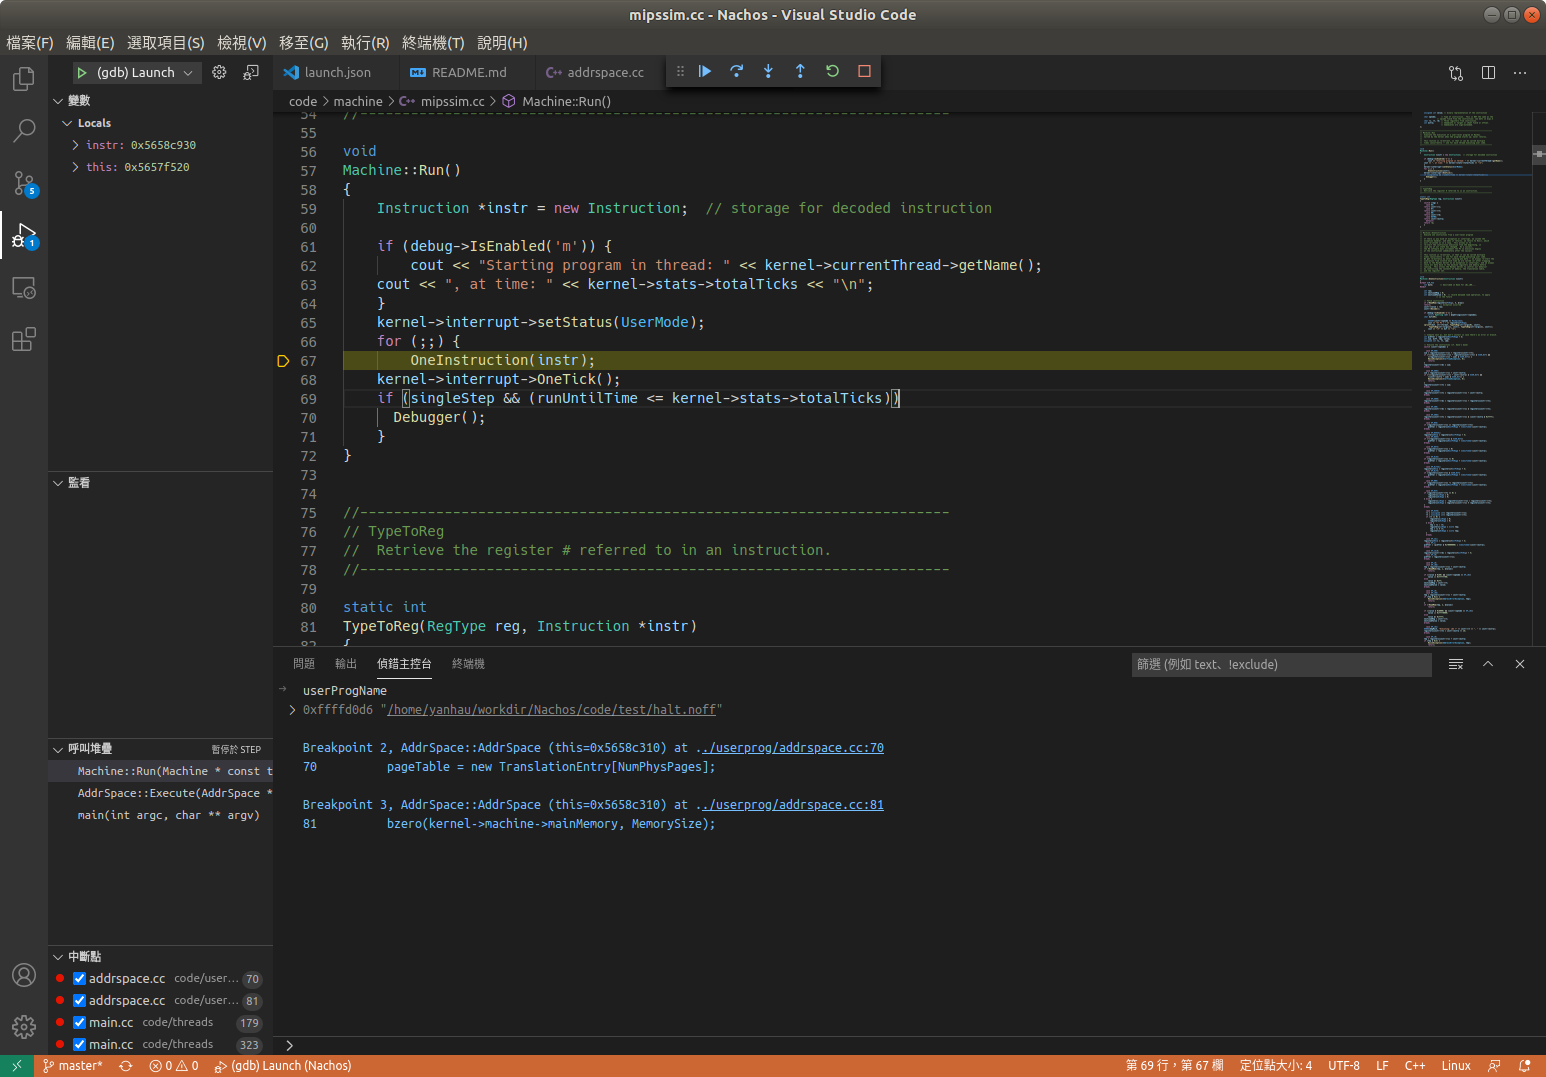 mipssim.cc - Nachos - Visual Studio Code
檔案(F) 編輯(E) 選取項目(S) 檢視(V) 移至(G) 執行(R) 終端機(T) 說明(H)
(gdb) Launch
launch.json README.md addrspace.cc
code > machine > mipssim.cc > Machine::Run()
變數
Locals
instr: 0x5658c930
this: 0x5657f520
監看
呼叫堆疊 暫停於 STEP
Machine::Run(Machine * const t
AddrSpace::Execute(AddrSpace *
main(int argc, char ** argv)
中斷點
addrspace.cc code/user... 70
addrspace.cc code/user... 81
main.cc code/threads 179
main.cc code/threads 323
54 //----------------------------------------------------------------------
55
56 void
57 Machine::Run()
58 {
59     Instruction *instr = new Instruction;  // storage for decoded instruction
60
61     if (debug->IsEnabled('m')) {
62         cout << "Starting program in thread: " << kernel->currentThread->getName();
63     cout << ", at time: " << kernel->stats->totalTicks << "\n";
64     }
65     kernel->interrupt->setStatus(UserMode);
66     for (;;) {
67         OneInstruction(instr);
68     kernel->interrupt->OneTick();
69     if (singleStep && (runUntilTime <= kernel->stats->totalTicks))
70       Debugger();
71     }
72 }
73
74
75 //----------------------------------------------------------------------
76 // TypeToReg
77 //  Retrieve the register # referred to in an instruction.
78 //----------------------------------------------------------------------
79
80 static int
81 TypeToReg(RegType reg, Instruction *instr)
82 {
問題 輸出 偵錯主控台 終端機
篩選 (例如 text、!exclude)
userProgName
0xffffd0d6 "/home/yanhau/workdir/Nachos/code/test/halt.noff"
Breakpoint 2, AddrSpace::AddrSpace (this=0x5658c310) at ../userprog/addrspace.cc:70
70          pageTable = new TranslationEntry[NumPhysPages];
Breakpoint 3, AddrSpace::AddrSpace (this=0x5658c310) at ../userprog/addrspace.cc:81
81          bzero(kernel->machine->mainMemory, MemorySize);
5
1
master* 0 0 (gdb) Launch (Nachos)
第 69 行，第 67 欄 定位點大小: 4 UTF-8 LF C++ Linux